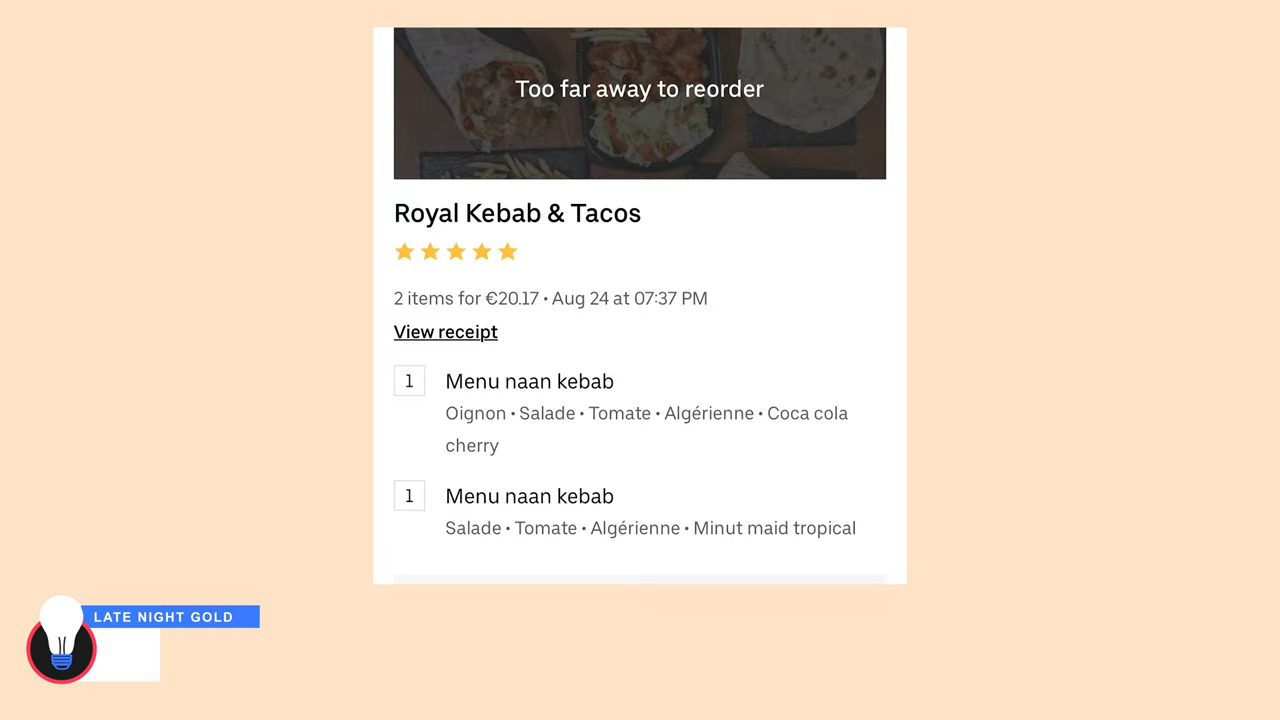 Too far away to reorder
Royal Kebab & Tacos
2 items for €20.17 • Aug 24 at 07:37 PM
View receipt
1 Menu naan kebab
Oignon • Salade • Tomate • Algérienne • Coca cola
cherry
1 Menu naan kebab
Salade • Tomate • Algérienne • Minut maid tropical
LATE NIGHT GOLD